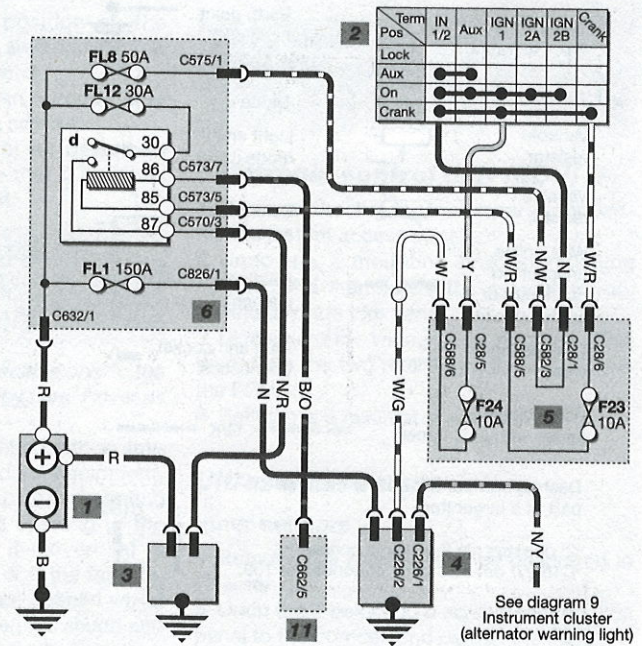 2
Term
Pos
IN
1/2
Aux
IGN
1
IGN
2A
IGN
2B
Crank
Lock
Aux
On
Crank
FL8 50A
C575/1
FL12 30A
d
30
86
85
87
C573/7
C573/5
C570/3
FL1 150A
C826/1
6
C632/1
W
Y
W/R
N/W
N
W/R
R
N
N/R
B/O
W/G
C588/6
C28/5
C589/5
C582/3
C28/1
C28/6
F24
10A
5
F23
10A
R
1
B
3
C662/5
11
C226/2
C226/1
4
N/Y
See diagram 9
Instrument cluster
(alternator warning light)